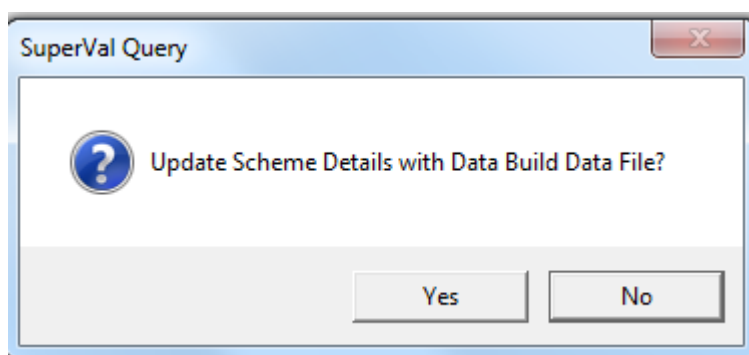 SuperVal Query
Update Scheme Details with Data Build Data File?
Yes
No